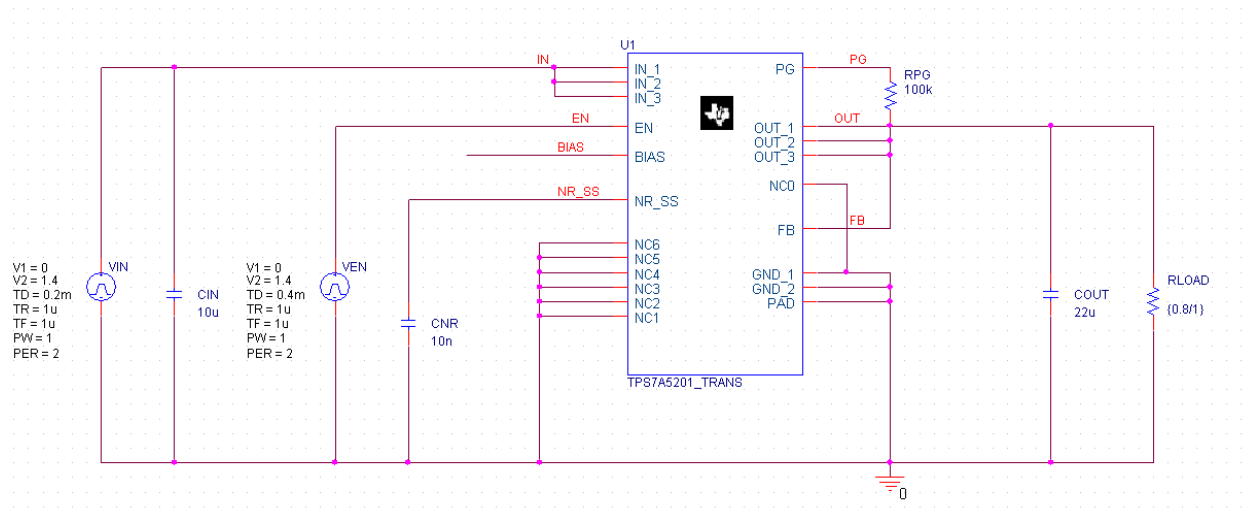 U1
IN
IN_1
IN_2
IN_3
PG
PG
RPG
100k
EN
EN
OUT_1
OUT
OUT_2
OUT_3
BIAS
BIAS
NR_SS
NR_SS
NC0
FB
FB
NC6
NC5
NC4
NC3
NC2
NC1
GND_1
GND_2
PAD
V1 = 0
V2 = 1.4
TD = 0.2m
TR = 1u
TF = 1u
PW = 1
PER = 2
VIN
CIN
10u
V1 = 0
V2 = 1.4
TD = 0.4m
TR = 1u
TF = 1u
PW = 1
PER = 2
VEN
CNR
10n
COUT
22u
RLOAD
{0.8/1}
TPS7A5201_TRANS
0